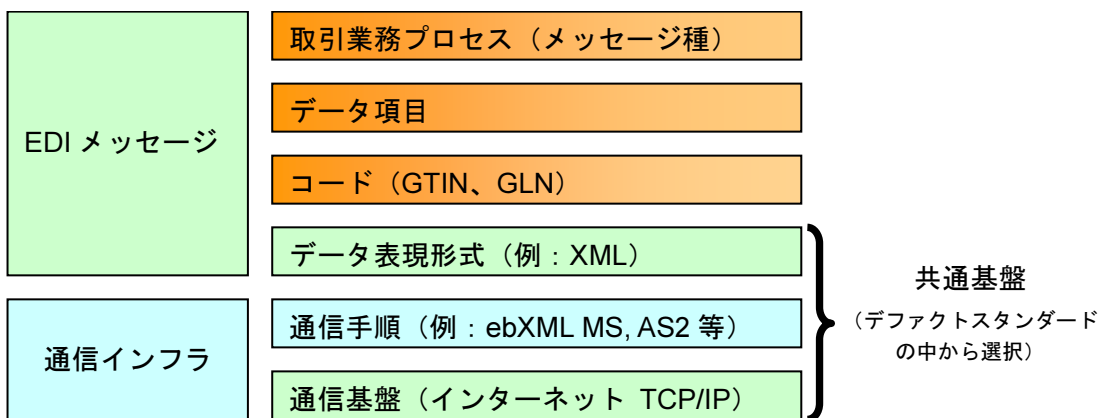 EDI メッセージ
取引業務プロセス（メッセージ種）
データ項目
コード（GTIN、GLN）
データ表現形式（例：XML）
通信インフラ
通信手順（例：ebXML MS, AS2 等）
通信基盤（インターネット TCP/IP）
共通基盤
（デファクトスタンダード
の中から選択）